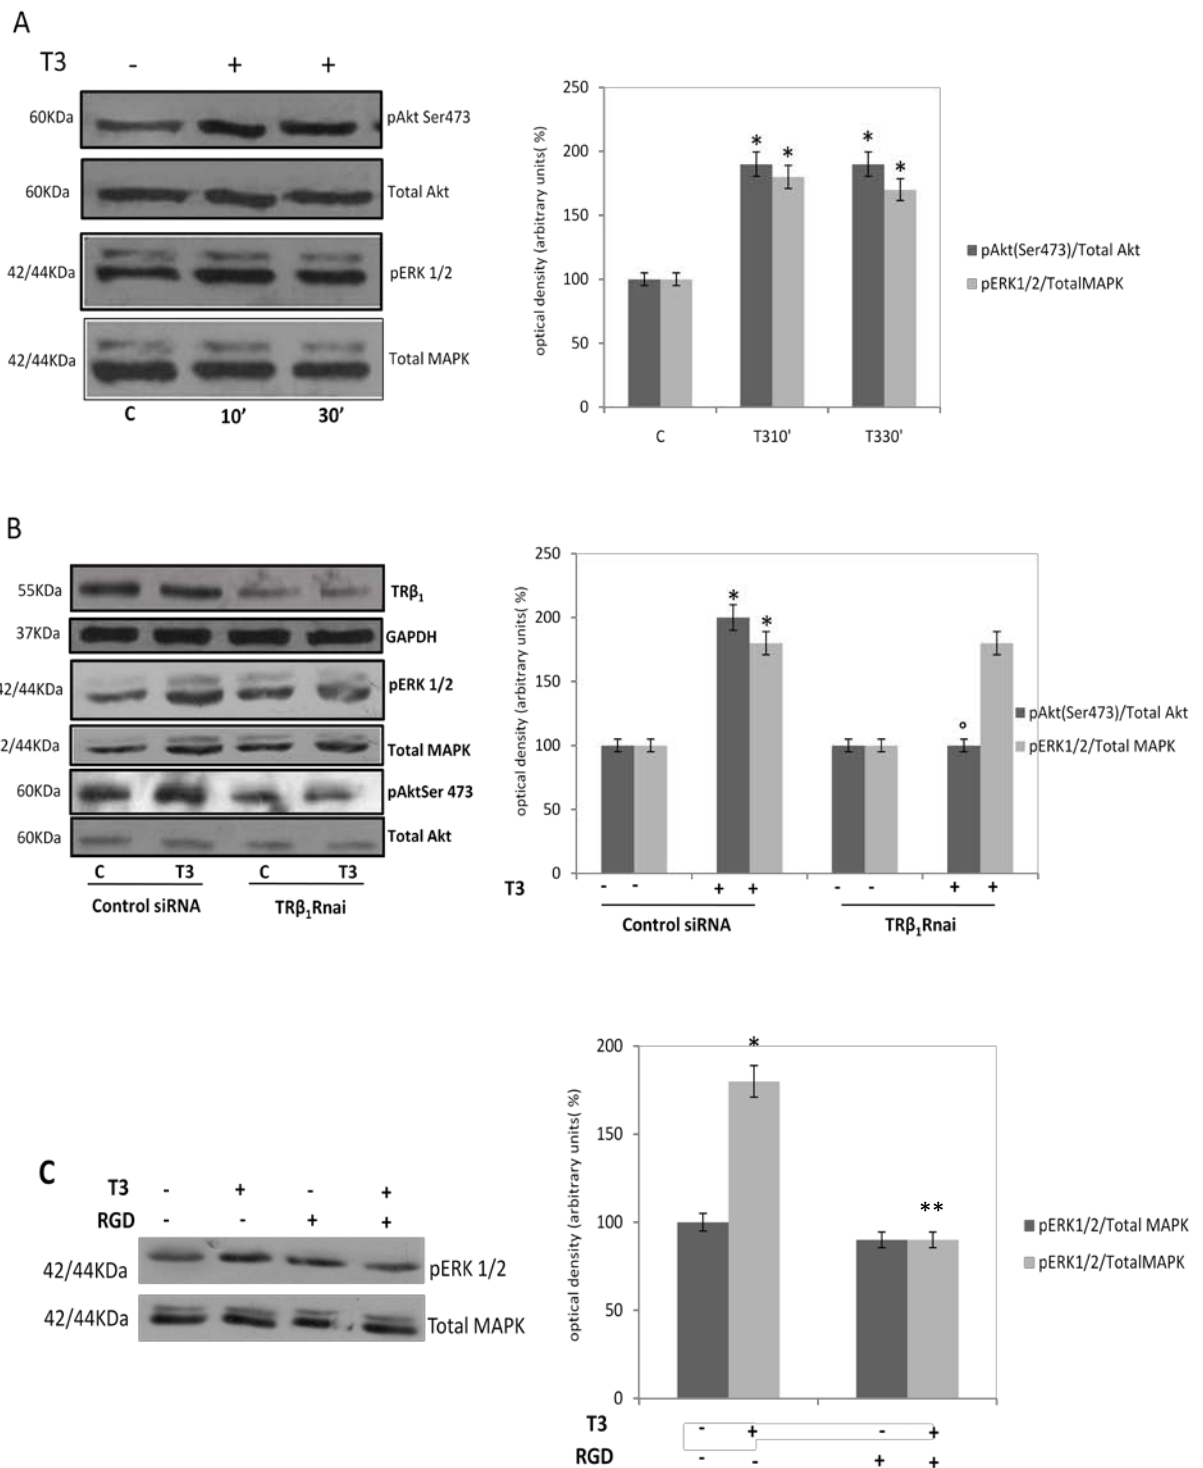 A
T3 - + +
60KDa pAkt Ser473
60KDa Total Akt
42/44KDa pERK 1/2
42/44KDa Total MAPK
C 10' 30'
optical density (arbitrary units( %)
250
200
150
100
50
0
* * * *
C T310' T330'
pAkt(Ser473)/Total Akt
pERK1/2/TotalMAPK
B
55KDa TRβ1
37KDa GAPDH
42/44KDa pERK 1/2
2/44KDa Total MAPK
60KDa pAktSer 473
60KDa Total Akt
C T3 C T3
Control siRNA TRβ1Rnai
optical density (arbitrary units( %)
250
200
150
100
50
0
* * °
T3 - - + + - - + +
Control siRNA TRβ1Rnai
pAkt(Ser473)/Total Akt
pERK1/2/Total MAPK
C
T3 - + - +
RGD - - + +
42/44KDa pERK 1/2
42/44KDa Total MAPK
optical density (arbitrary units( %)
200
150
100
50
0
* **
T3 - + - +
RGD - - + +
pERK1/2/Total MAPK
pERK1/2/TotalMAPK